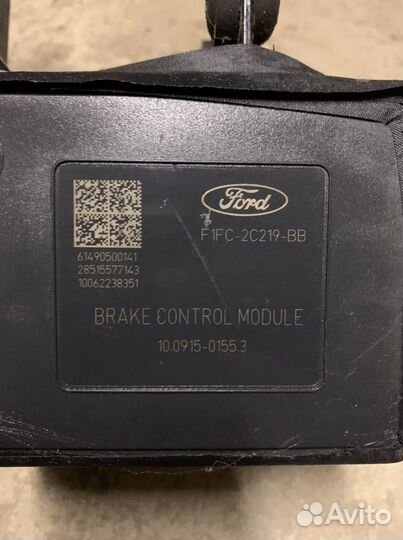 Ford
F1FC-2C219-BB
61490500141
28515577143
10062238351
BRAKE CONTROL MODULE
10.0915-0155.3
Avito